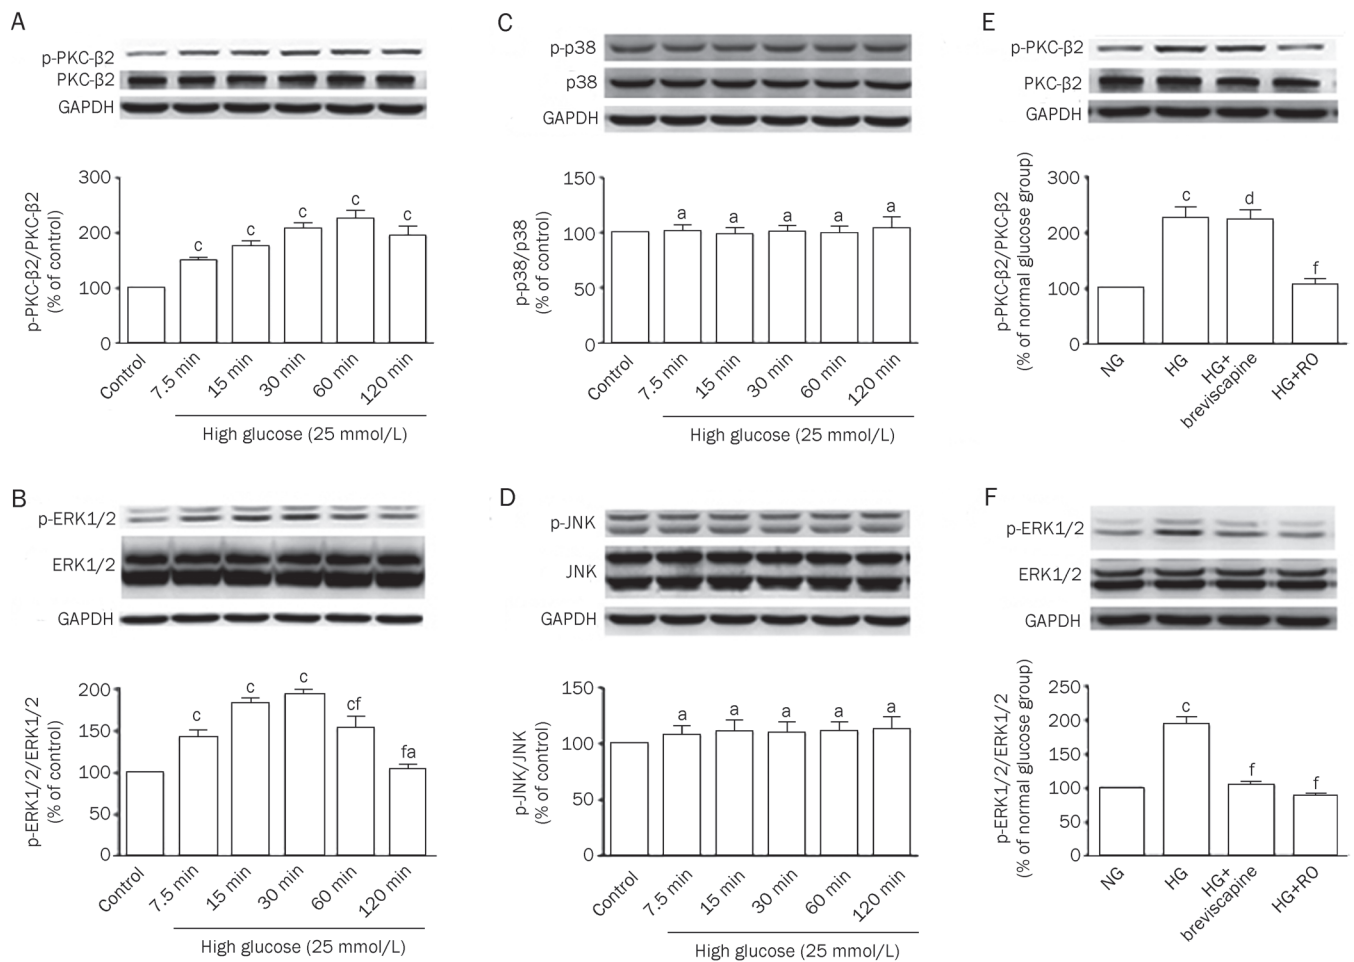 A
p-PKC-β2
PKC-β2
GAPDH
p-PKC-β2/PKC-β2
(% of control)
300
200
100
0
c
c
c
c
c
Control
7.5 min
15 min
30 min
60 min
120 min
High glucose (25 mmol/L)
C
p-p38
p38
GAPDH
p-p38/p38
(% of control)
150
100
50
0
a
a
a
a
a
Control
7.5 min
15 min
30 min
60 min
120 min
High glucose (25 mmol/L)
E
p-PKC-β2
PKC-β2
GAPDH
p-PKC-β2/PKC-β2
(% of normal glucose group)
300
200
100
0
c
d
f
NG
HG
HG+
breviscapine
HG+RO
B
p-ERK1/2
ERK1/2
GAPDH
p-ERK1/2/ERK1/2
(% of control)
200
150
100
50
0
c
c
c
cf
fa
Control
7.5 min
15 min
30 min
60 min
120 min
High glucose (25 mmol/L)
D
p-JNK
JNK
GAPDH
p-JNK/JNK
(% of control)
150
100
50
0
a
a
a
a
a
Control
7.5 min
15 min
30 min
60 min
120 min
High glucose (25 mmol/L)
F
p-ERK1/2
ERK1/2
GAPDH
p-ERK1/2/ERK1/2
(% of normal glucose group)
250
200
150
100
50
0
c
f
f
NG
HG
HG+
breviscapine
HG+RO